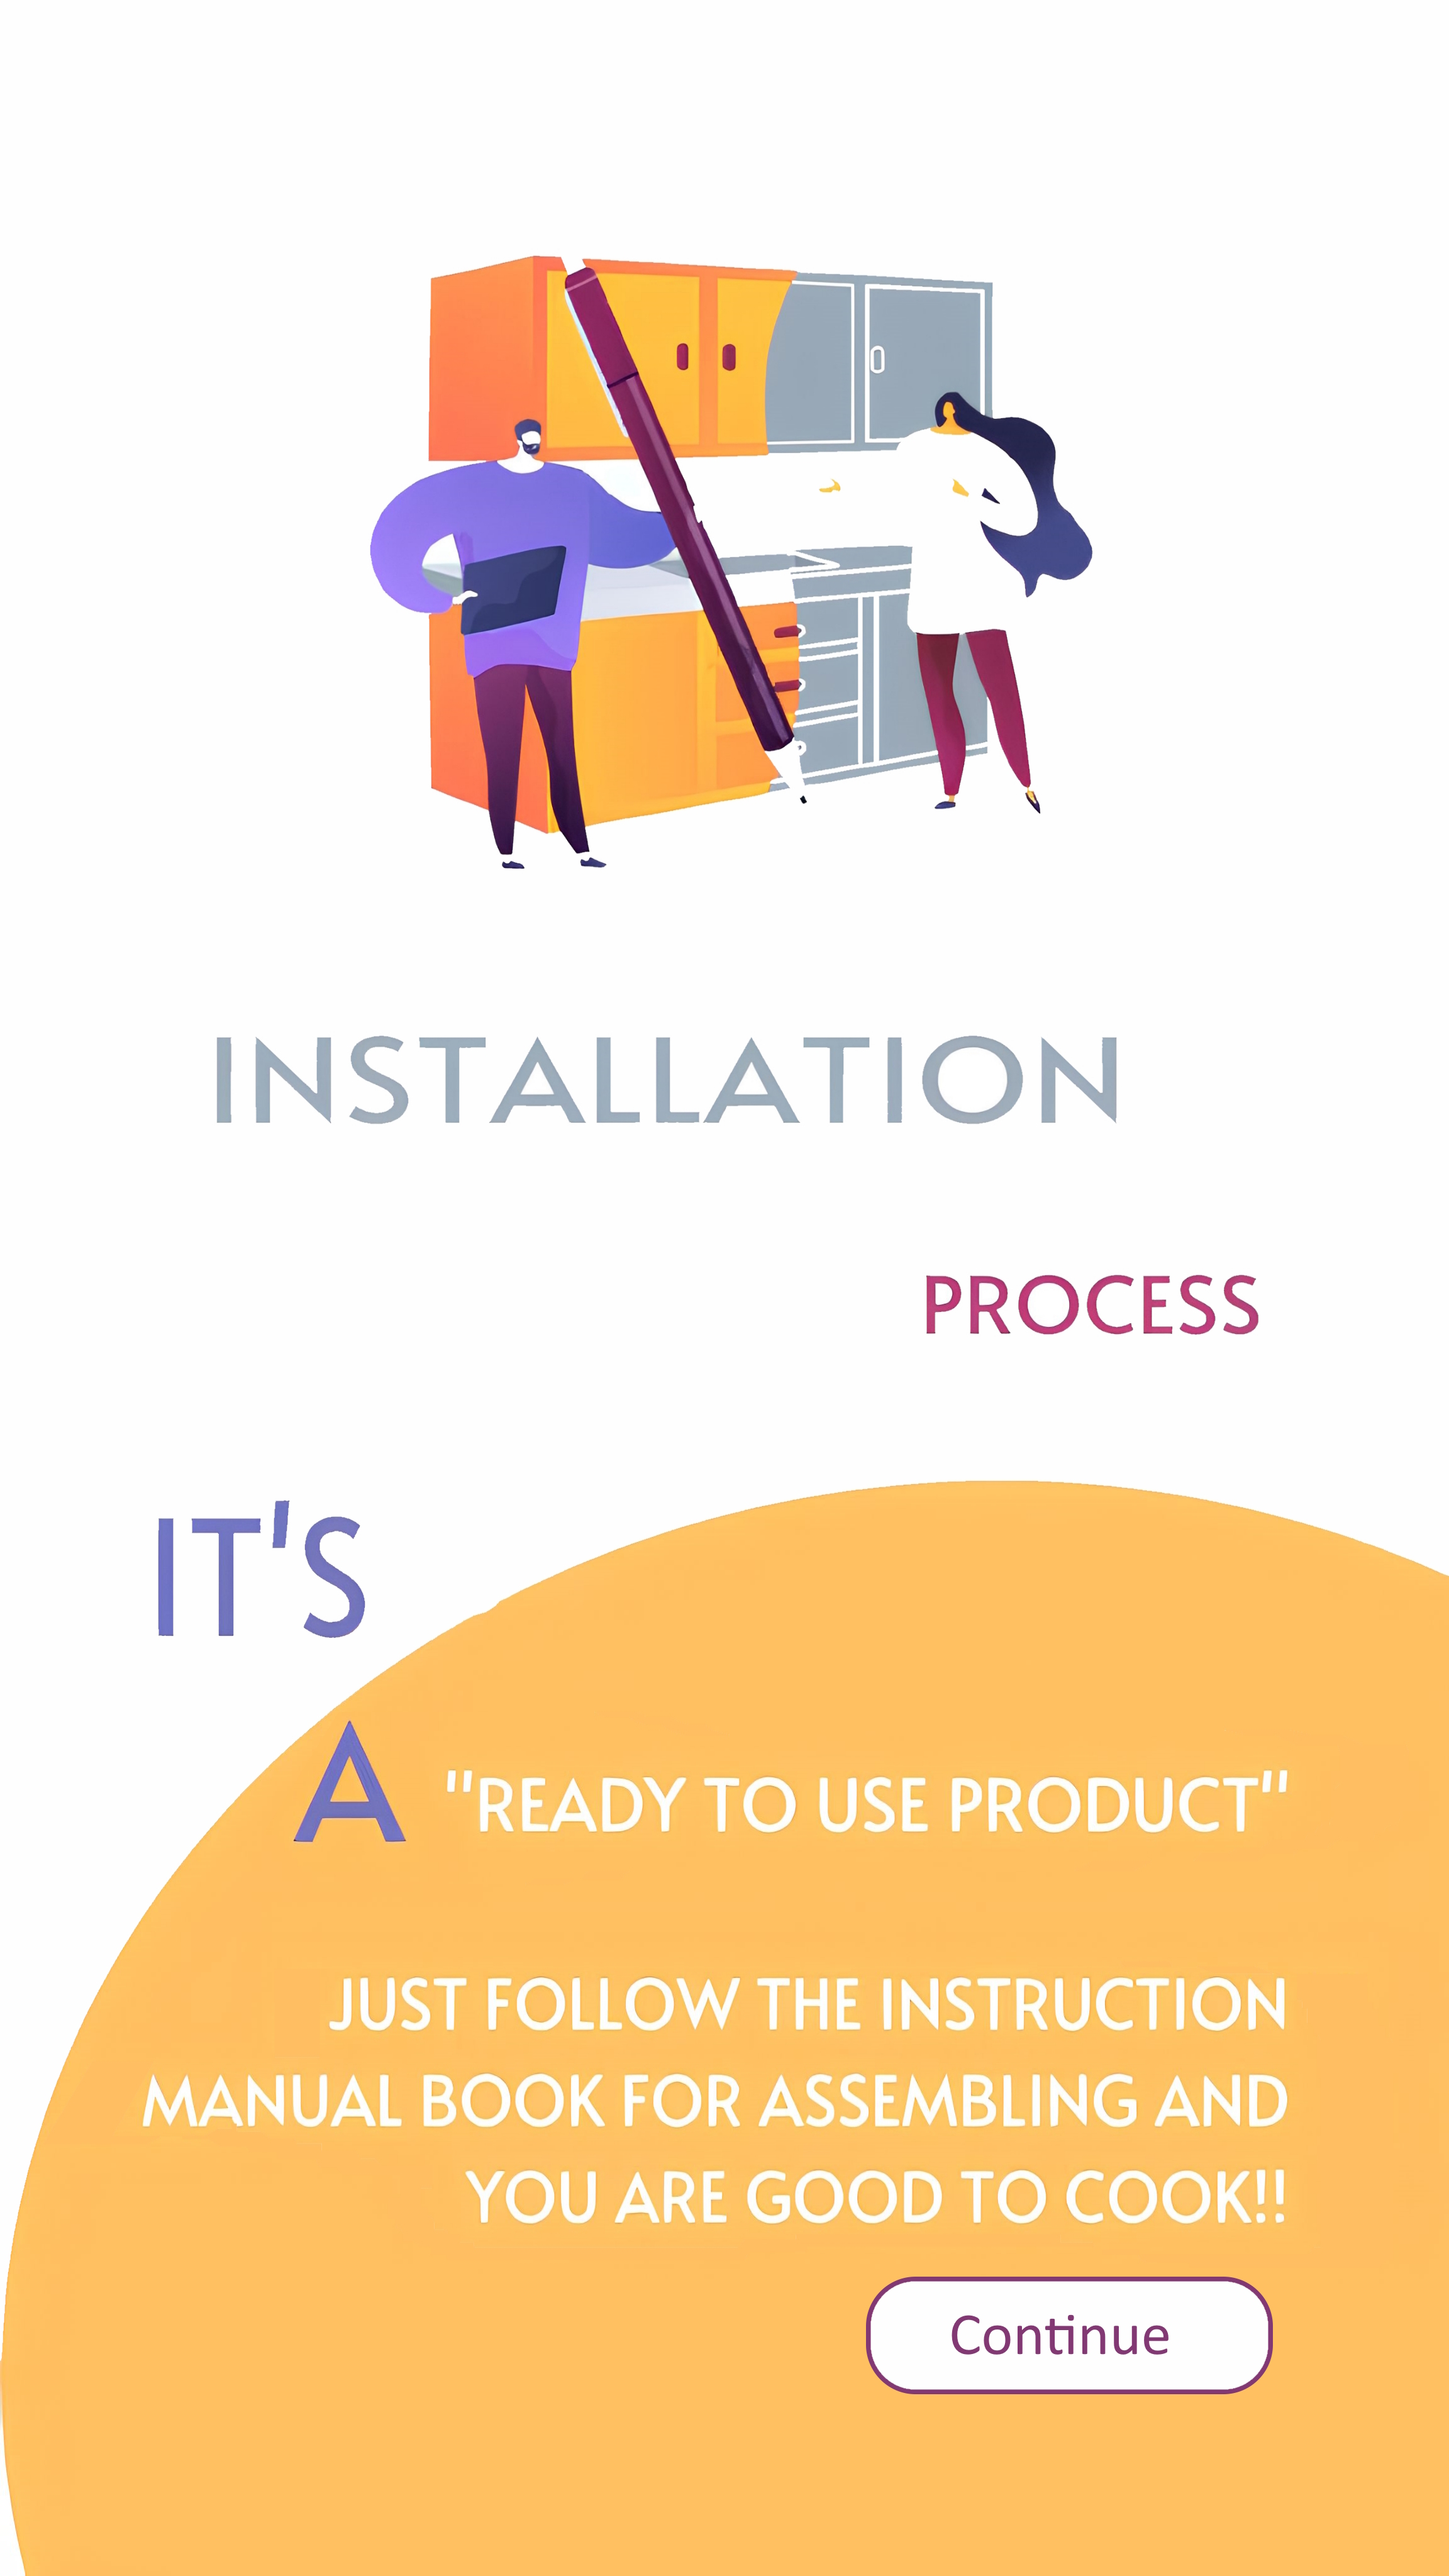 INSTALLATION
PROCESS
IT'S
A "READY TO USE PRODUCT"
JUST FOLLOW THE INSTRUCTION
MANUAL BOOK FOR ASSEMBLING AND
YOU ARE GOOD TO COOK!!
Continue